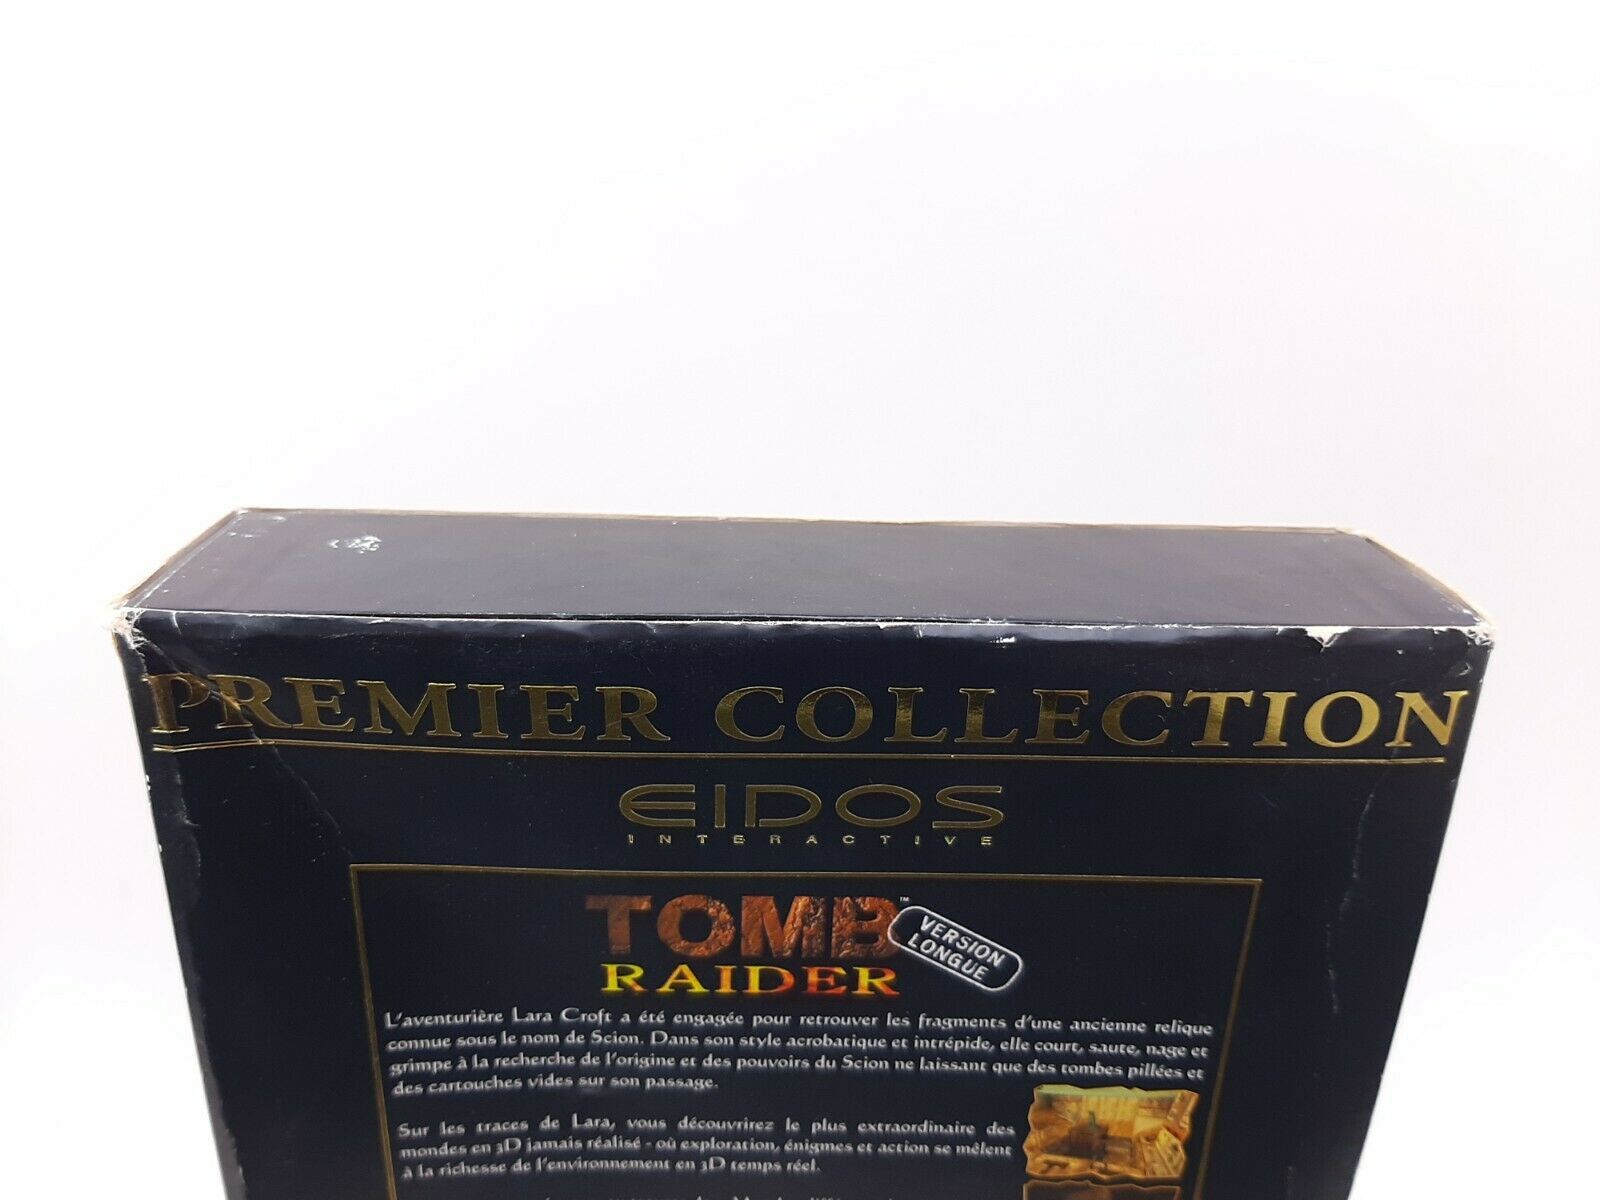 PREMIER COLLECTION
EIDOS
INTERACTIVE
TOMB™
RAIDER
VERSION
LONGUE
L'aventurière Lara Croft a été engagée pour retrouver les fragments d'une ancienne relique
connue sous le nom de Scion. Dans son style acrobatique et intrépide, elle court, saute, nage et
grimpe à la recherche de l'origine et des pouvoirs du Scion ne laissant que des tombes pillées et
des cartouches vides sur son passage.
Sur les traces de Lara, vous découvrirez le plus extraordinaire des
mondes en 3D jamais réalisé - où exploration, énigmes et action se mêlent
à la richesse de l'environnement en 3D temps réel.